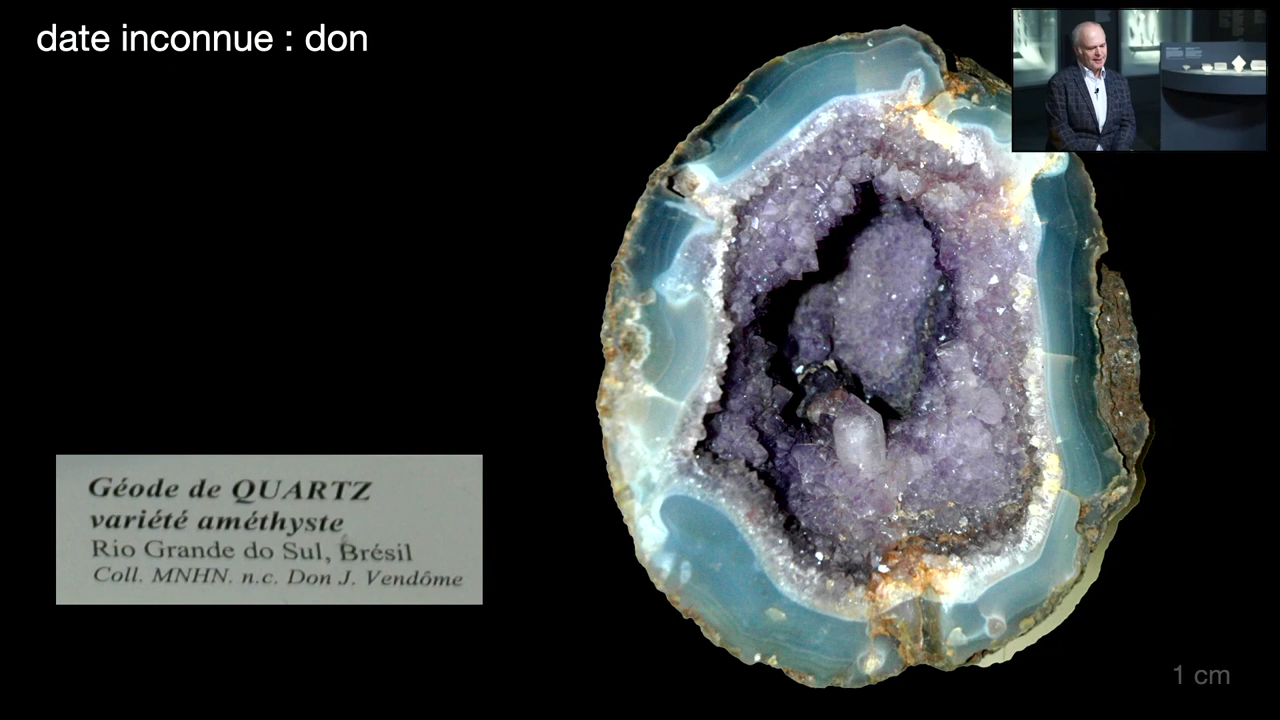 date inconnue : don
Géode de QUARTZ
variété améthyste
Rio Grande do Sul, Brésil
Coll. MNHN. n.c. Don J. Vendôme
1 cm